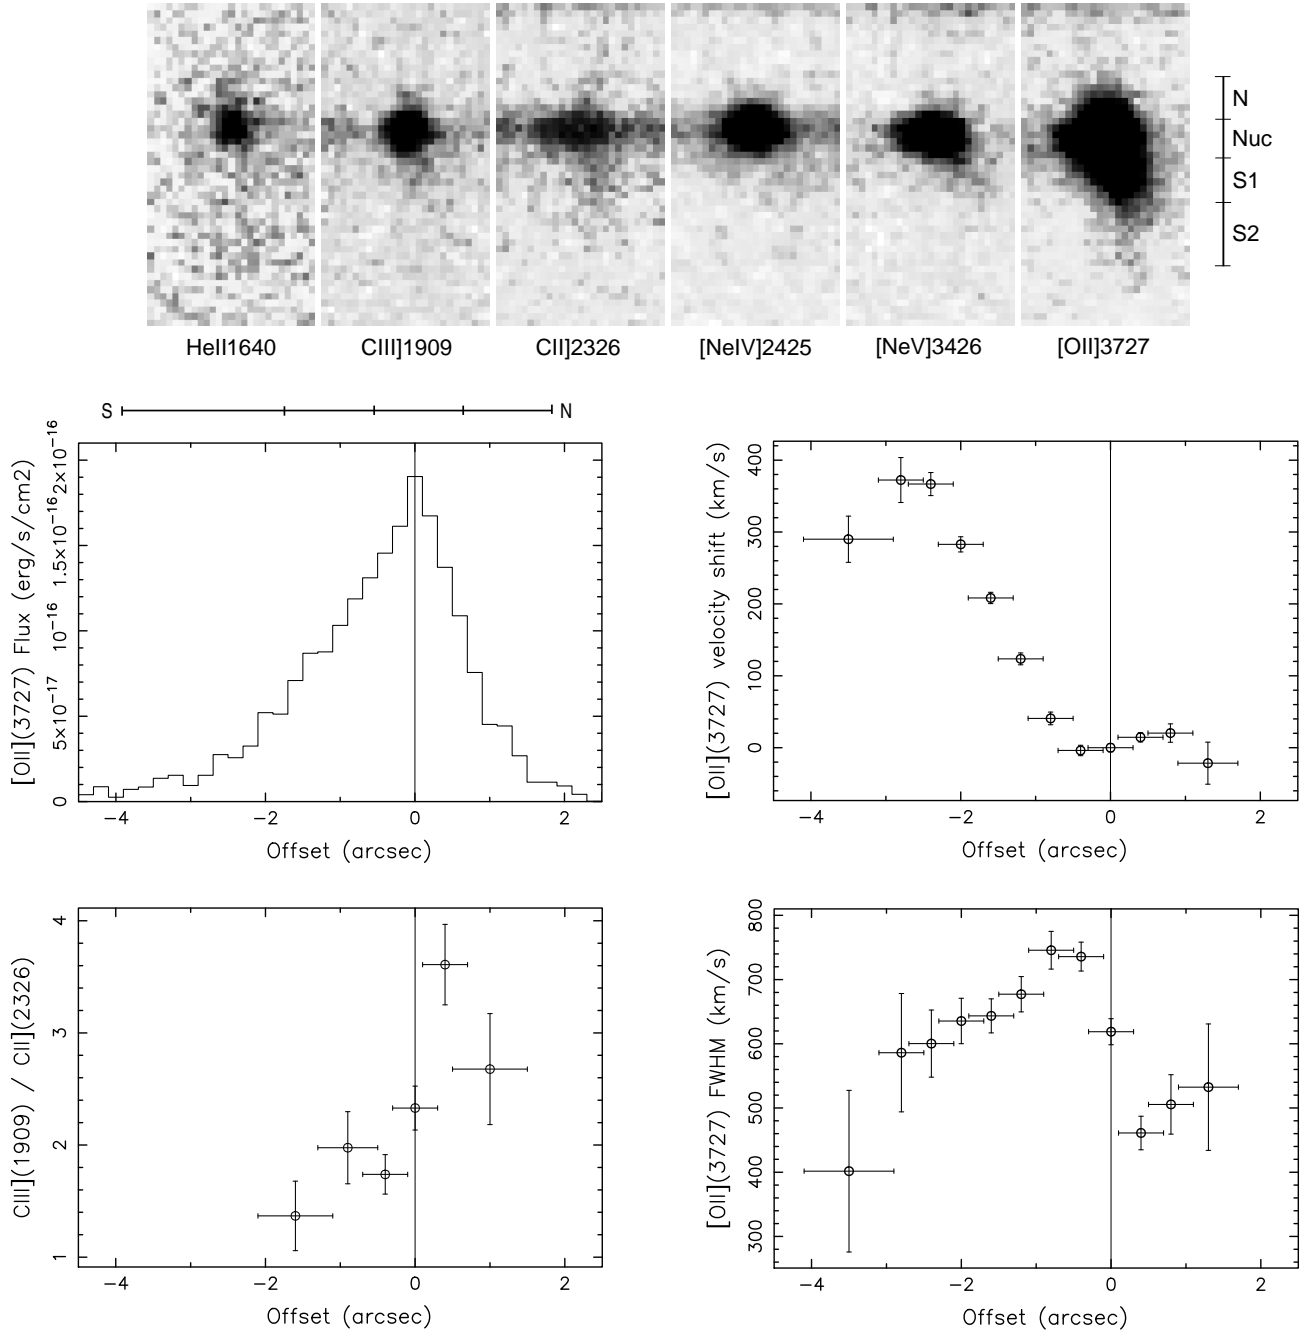 N
Nuc
S1
S2
HeII1640
CIII]1909
CII]2326
[NeIV]2425
[NeV]3426
[OII]3727
S
N
[OII](3727) Flux (erg/s/cm2)
0
5×10−17
10−16
1.5×10−16
2×10−16
−4
−2
0
2
Offset (arcsec)
[OII](3727) velocity shift (km/s)
0
100
200
300
400
−4
−2
0
2
Offset (arcsec)
CIII](1909) / CII](2326)
1
2
3
4
−4
−2
0
2
Offset (arcsec)
[OII](3727) FWHM (km/s)
300
400
500
600
700
800
−4
−2
0
2
Offset (arcsec)